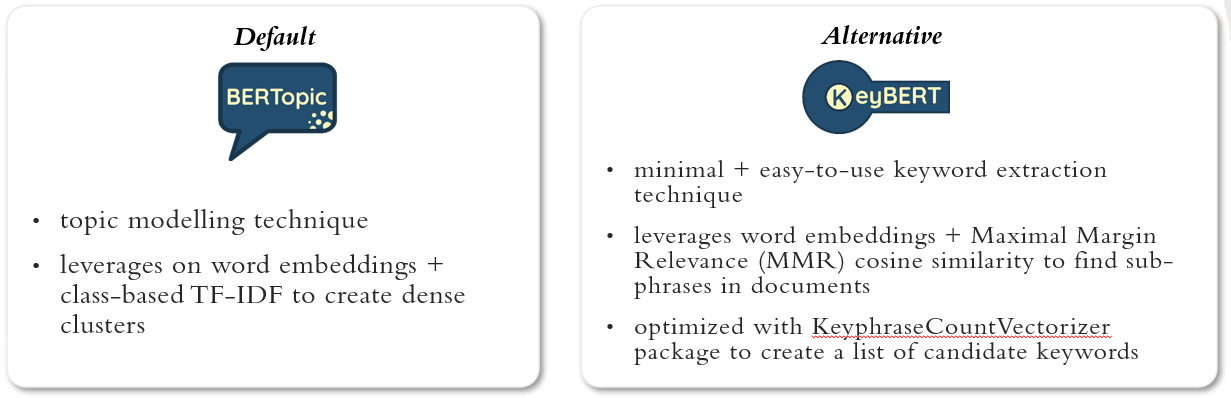 Default
BERTopic
• topic modelling technique
• leverages on word embeddings +
class-based TF-IDF to create dense
clusters
Alternative
KeyBERT
• minimal + easy-to-use keyword extraction
technique
• leverages word embeddings + Maximal Margin
Relevance (MMR) cosine similarity to find sub-
phrases in documents
• optimized with KeyphraseCountVectorizer
package to create a list of candidate keywords